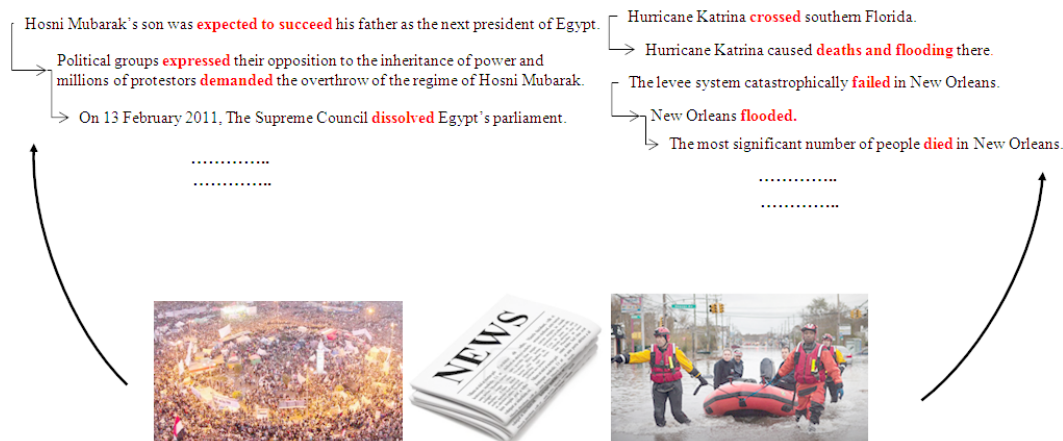 Hosni Mubarak's son was expected to succeed his father as the next president of Egypt.
Political groups expressed their opposition to the inheritance of power and
millions of protestors demanded the overthrow of the regime of Hosni Mubarak.
On 13 February 2011, The Supreme Council dissolved Egypt's parliament.
…………..
…………..
Hurricane Katrina crossed southern Florida.
Hurricane Katrina caused deaths and flooding there.
The levee system catastrophically failed in New Orleans.
New Orleans flooded.
The most significant number of people died in New Orleans.
…………..
…………..
NEWS